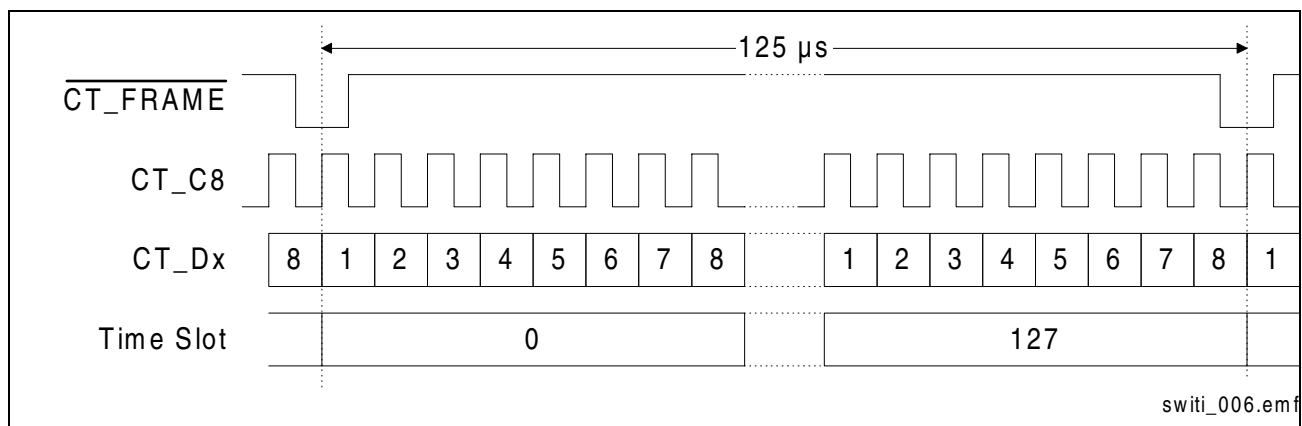 125 µs
CT_FRAME
CT_C8
CT_Dx 8 1 2 3 4 5 6 7 8 1 2 3 4 5 6 7 8 1
Time Slot 0 127
switi_006.emf